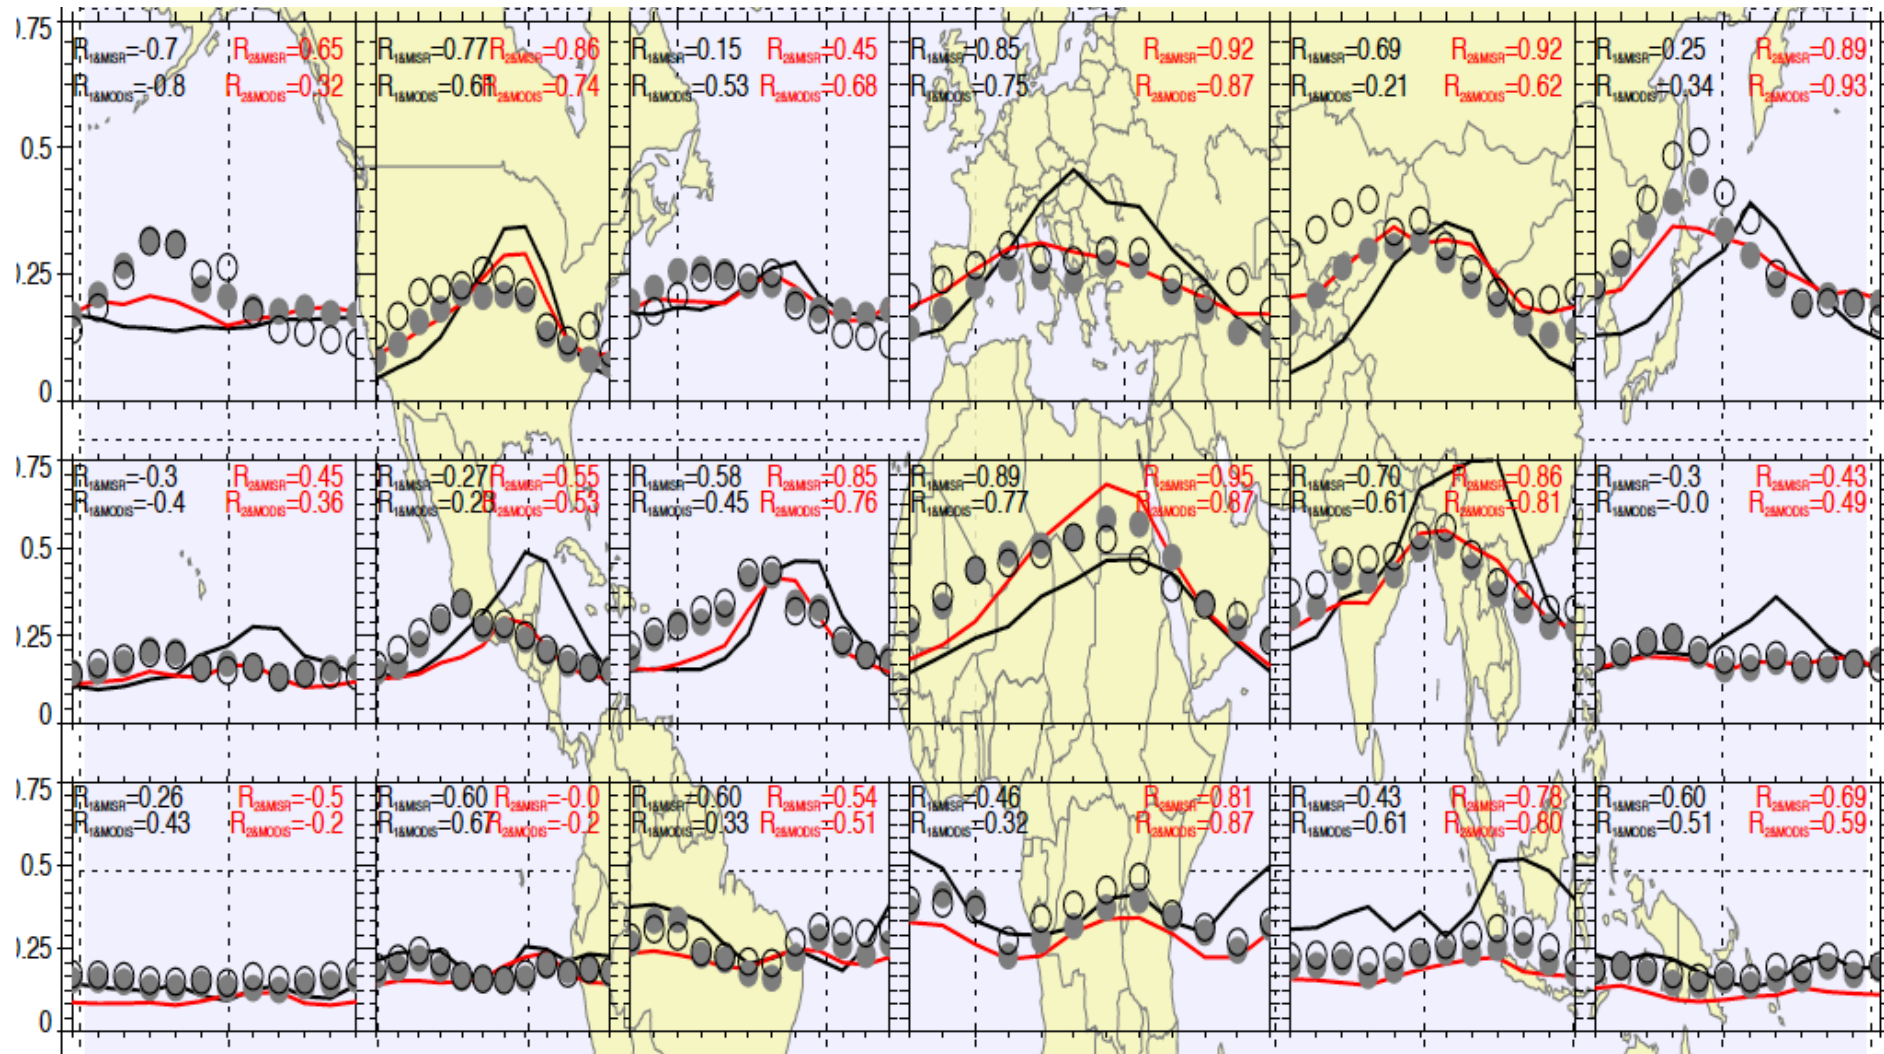 0.75 R1&MISR=-0.7 R2&MISR=0.65 R1&MISR=0.77 R2&MISR=0.86 R1&MISR=0.15 R2&MISR=0.45 R1&MISR=0.85 R2&MISR=0.92 R1&MISR=0.69 R2&MISR=0.92 R1&MISR=0.25 R2&MISR=0.89
R1&MODIS=-0.8 R2&MODIS=0.32 R1&MODIS=0.61 R2&MODIS=0.74 R1&MODIS=0.53 R2&MODIS=0.68 R1&MODIS=0.75 R2&MODIS=0.87 R1&MODIS=0.21 R2&MODIS=0.62 R1&MODIS=0.34 R2&MODIS=0.93
0.5
0.25
0
0.75 R1&MISR=-0.3 R2&MISR=0.45 R1&MISR=0.27 R2&MISR=0.55 R1&MISR=0.58 R2&MISR=0.85 R1&MISR=0.89 R2&MISR=0.95 R1&MISR=0.70 R2&MISR=0.86 R1&MISR=-0.3 R2&MISR=0.43
R1&MODIS=-0.4 R2&MODIS=0.36 R2&MODIS=0.53 R1&MODIS=0.45 R2&MODIS=0.76 R1&MODIS=0.77 R2&MODIS=0.87 R1&MODIS=0.61 R2&MODIS=0.81 R1&MODIS=-0.0 R2&MODIS=0.49
0.5
0.25
0
0.75 R1&MISR=0.26 R2&MISR=-0.5 R1&MISR=0.60 R2&MISR=-0.0 R1&MISR=0.60 R2&MISR=0.54 R1&MISR=0.46 R2&MISR=0.81 R1&MISR=0.43 R2&MISR=0.78 R1&MISR=0.60 R2&MISR=0.69
R1&MODIS=0.43 R2&MODIS=-0.2 R1&MODIS=0.67 R2&MODIS=-0.2 R1&MODIS=0.33 R2&MODIS=0.51 R1&MODIS=0.32 R2&MODIS=0.87 R1&MODIS=0.61 R2&MODIS=0.80 R1&MODIS=0.51 R2&MODIS=0.59
0.5
0.25
0